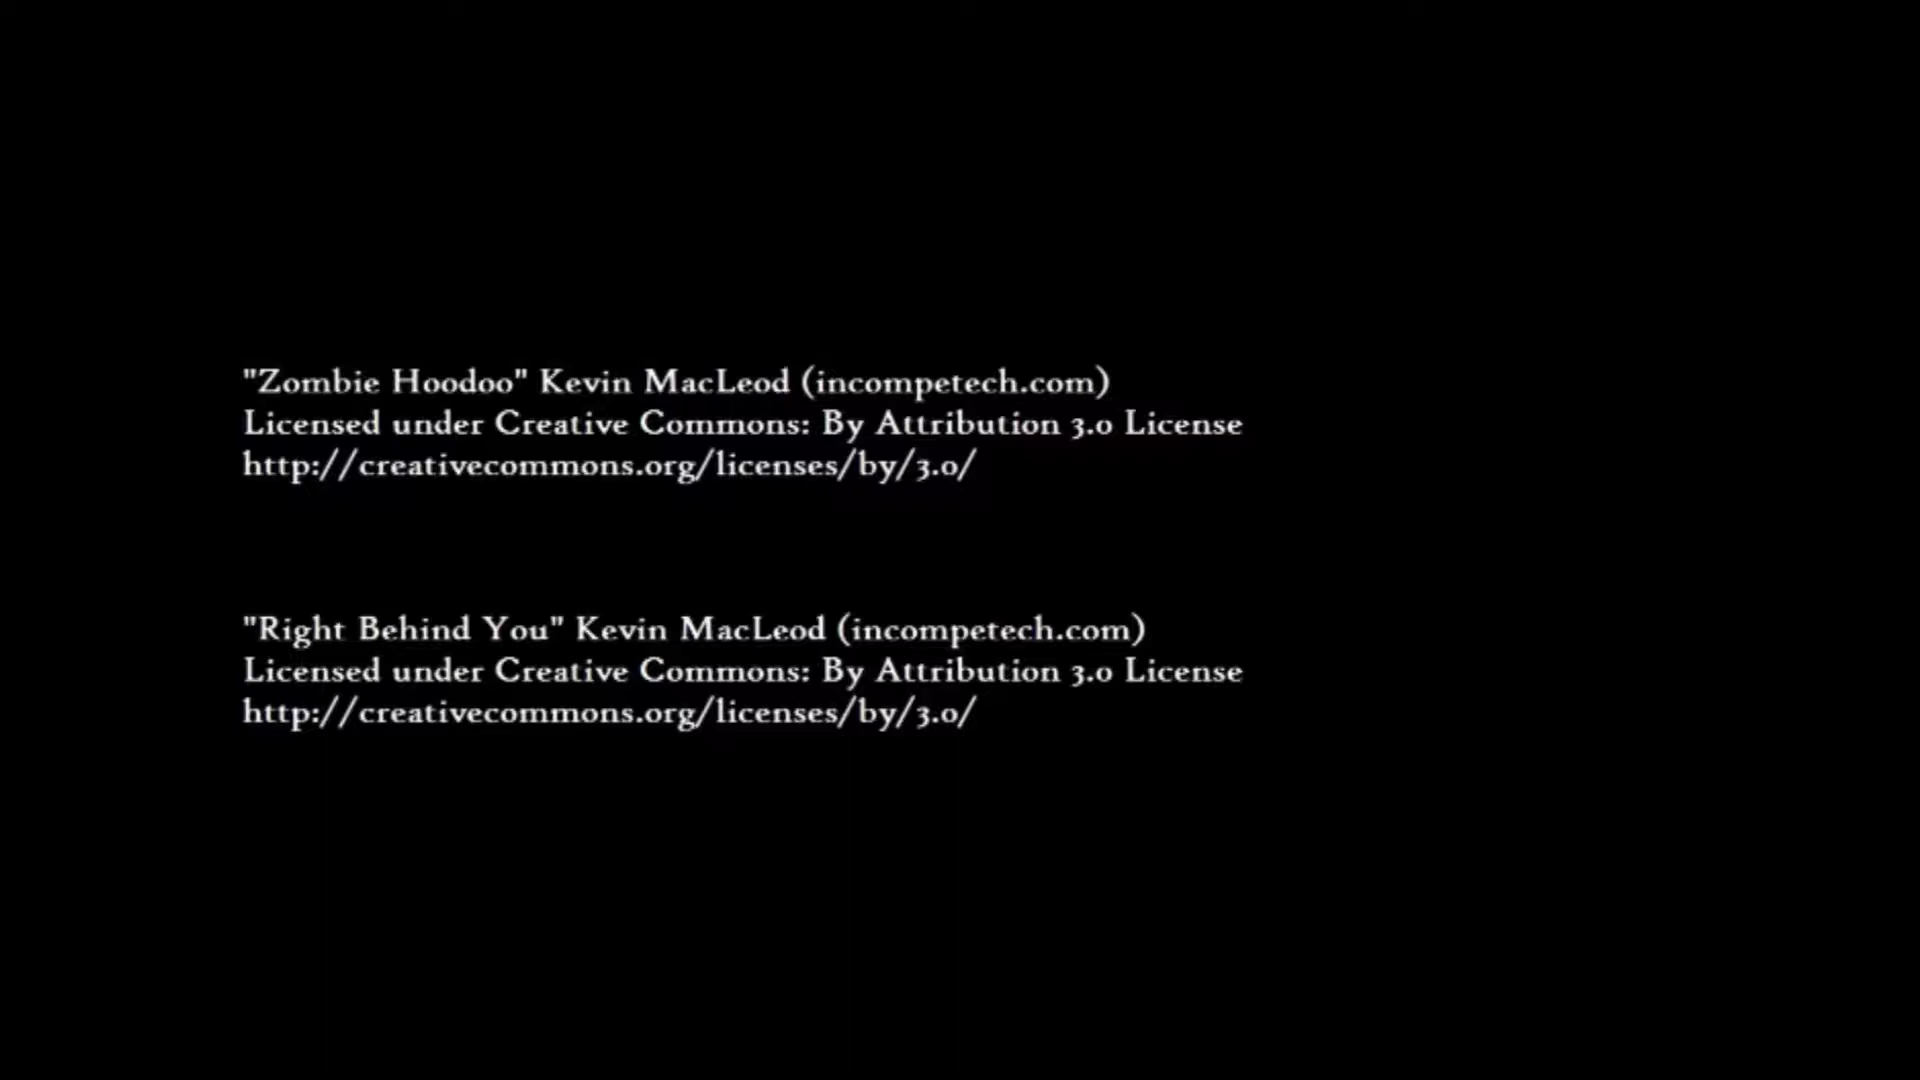 "Zombie Hoodoo" Kevin MacLeod (incompetech.com)
Licensed under Creative Commons: By Attribution 3.0 License
http://creativecommons.org/licenses/by/3.0/
"Right Behind You" Kevin MacLeod (incompetech.com)
Licensed under Creative Commons: By Attribution 3.0 License
http://creativecommons.org/licenses/by/3.0/